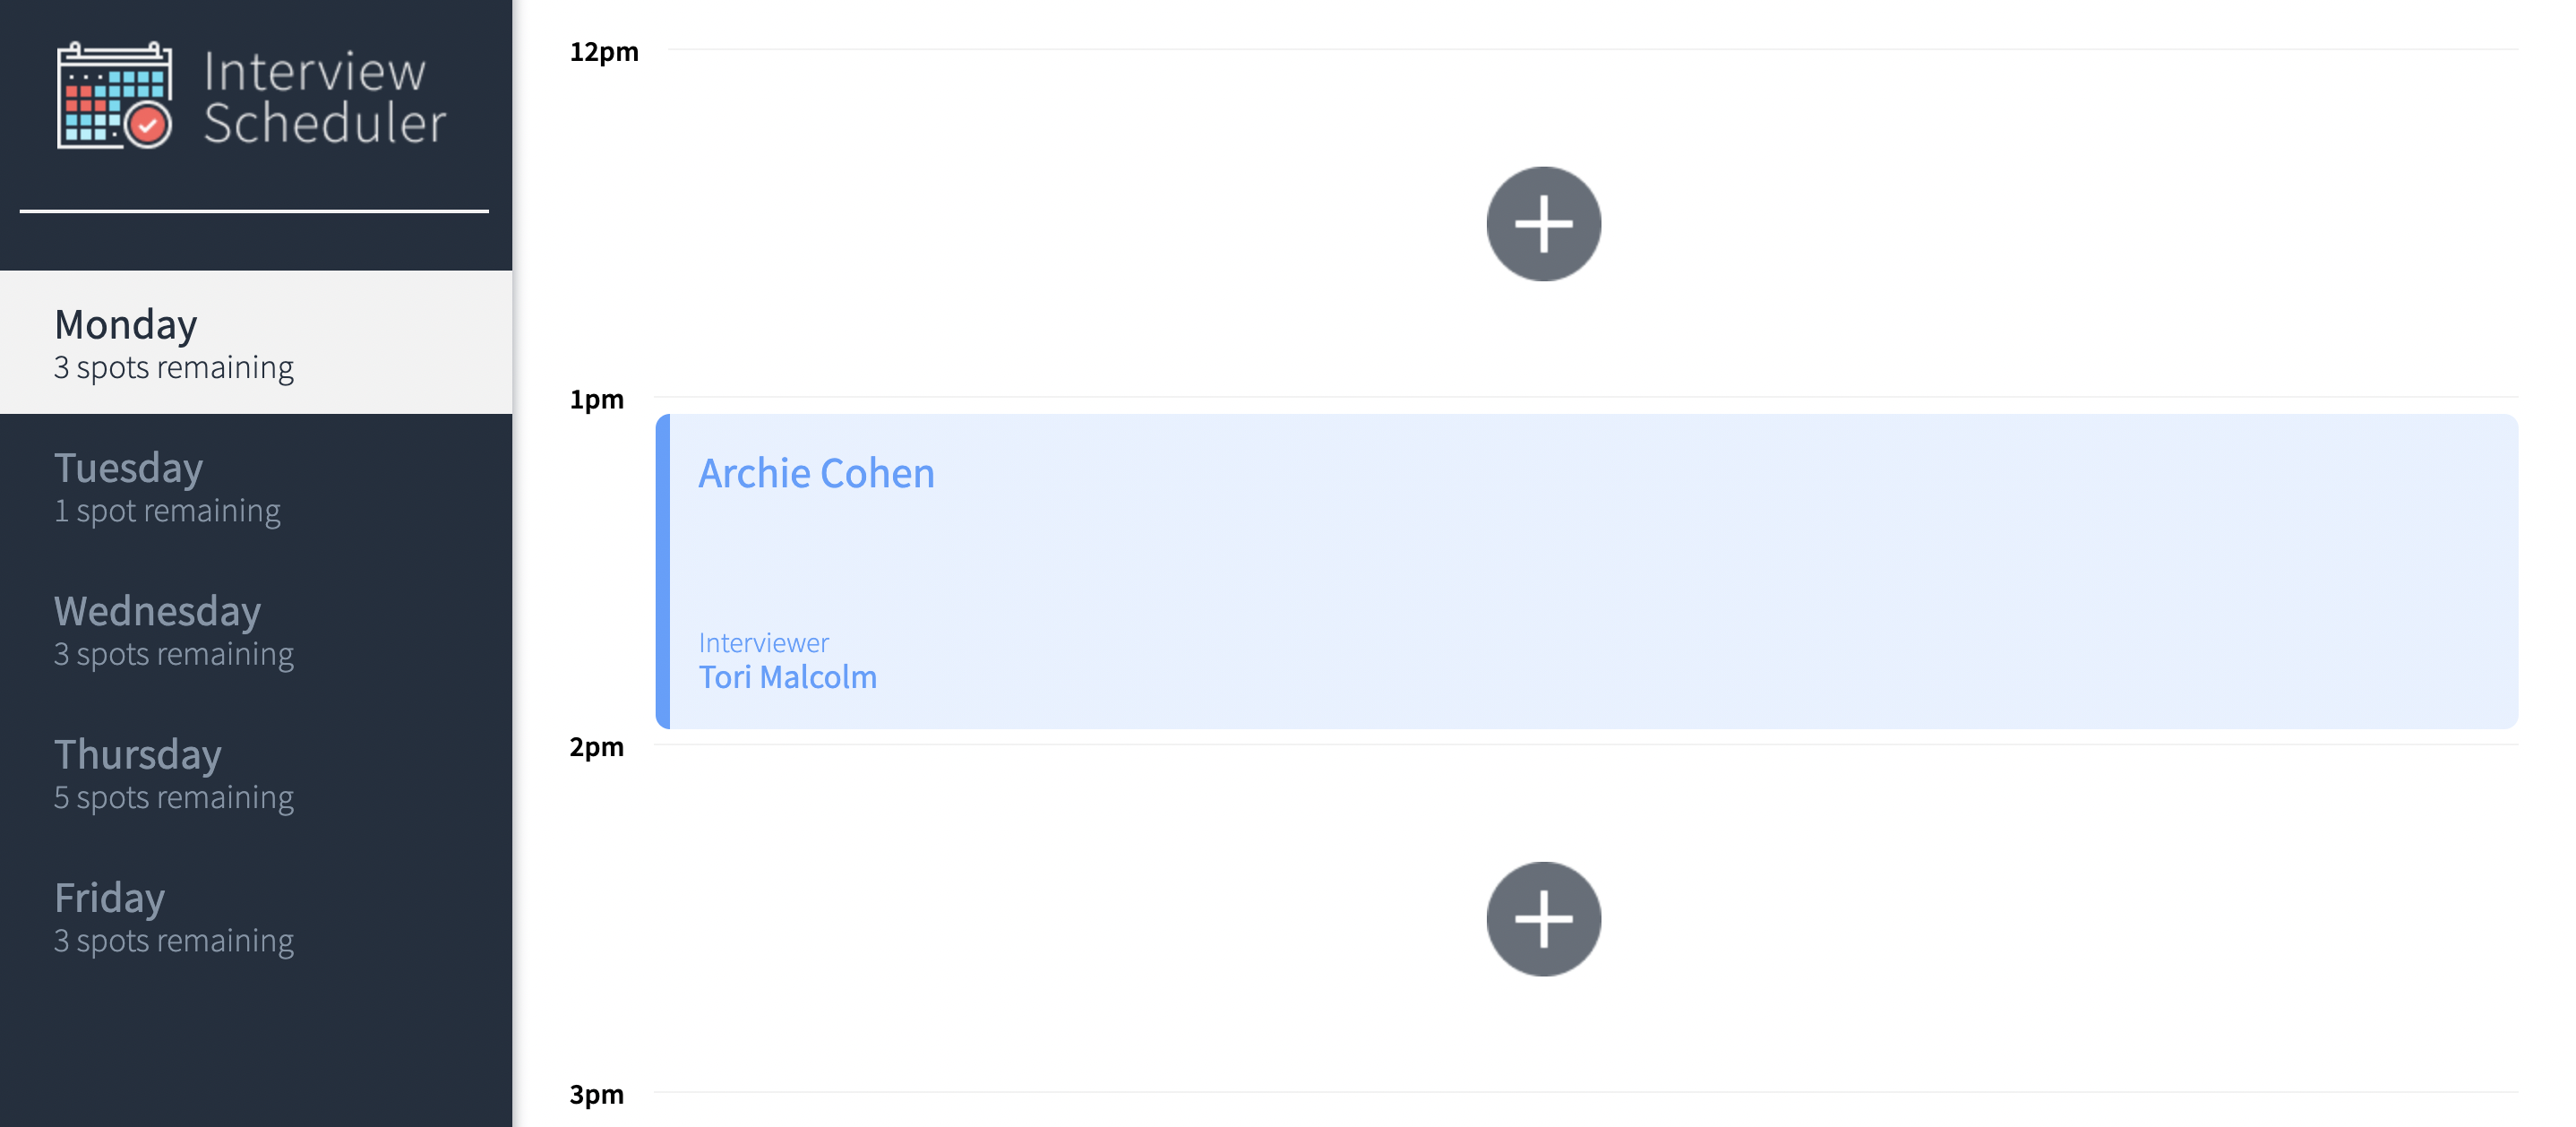 Interview
Scheduler
Monday
3 spots remaining
Tuesday
1 spot remaining
Wednesday
3 spots remaining
Thursday
5 spots remaining
Friday
3 spots remaining
12pm
1pm
Archie Cohen
Interviewer
Tori Malcolm
2pm
3pm